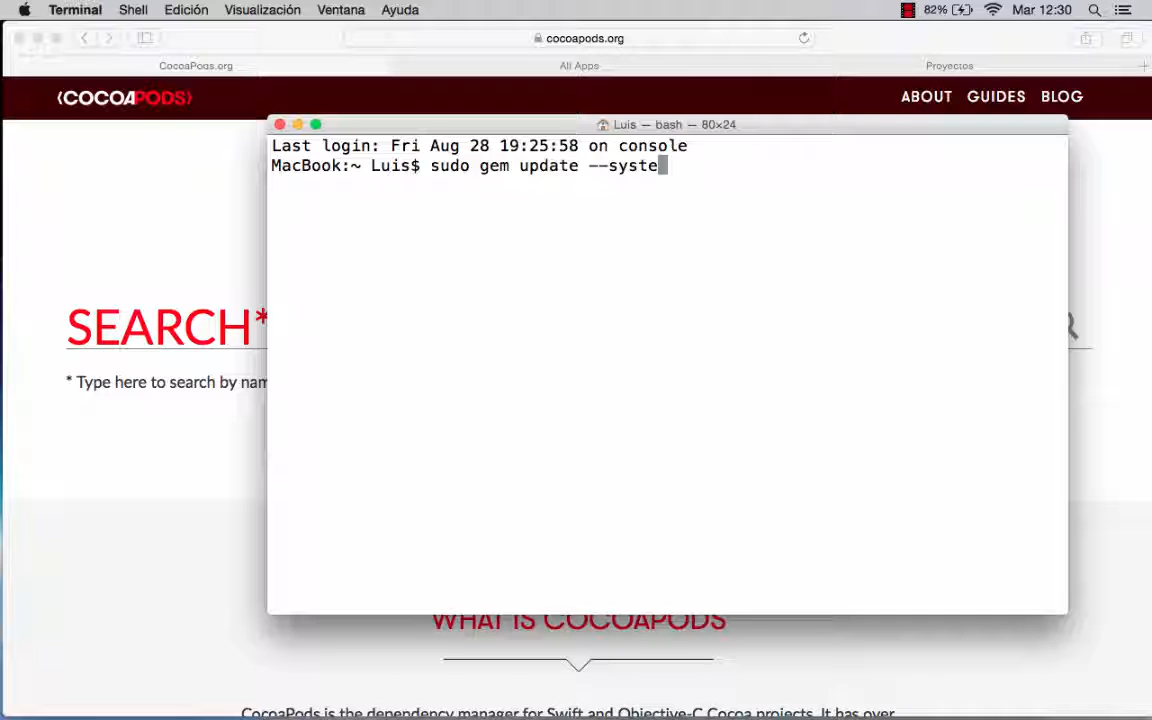 Terminal Shell Edición Visualización Ventana Ayuda 82% Mar 12:30
cocoapods.org
CocoaPods.org All Apps Proyectos
COCOAPODS ABOUT GUIDES BLOG
Luis — bash — 80×24
Last login: Fri Aug 28 19:25:58 on console
MacBook:~ Luis$ sudo gem update --syste
SEARCH*
* Type here to search by nam
WHAT IS COCOAPODS
CocoaPods is the dependency manager for Swift and Objective-C Cocoa projects. It has over